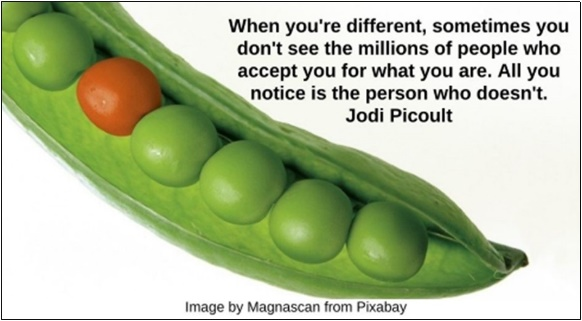 When you're different, sometimes you
don't see the millions of people who
accept you for what you are. All you
notice is the person who doesn't.
Jodi Picoult
Image by Magnascan from Pixabay